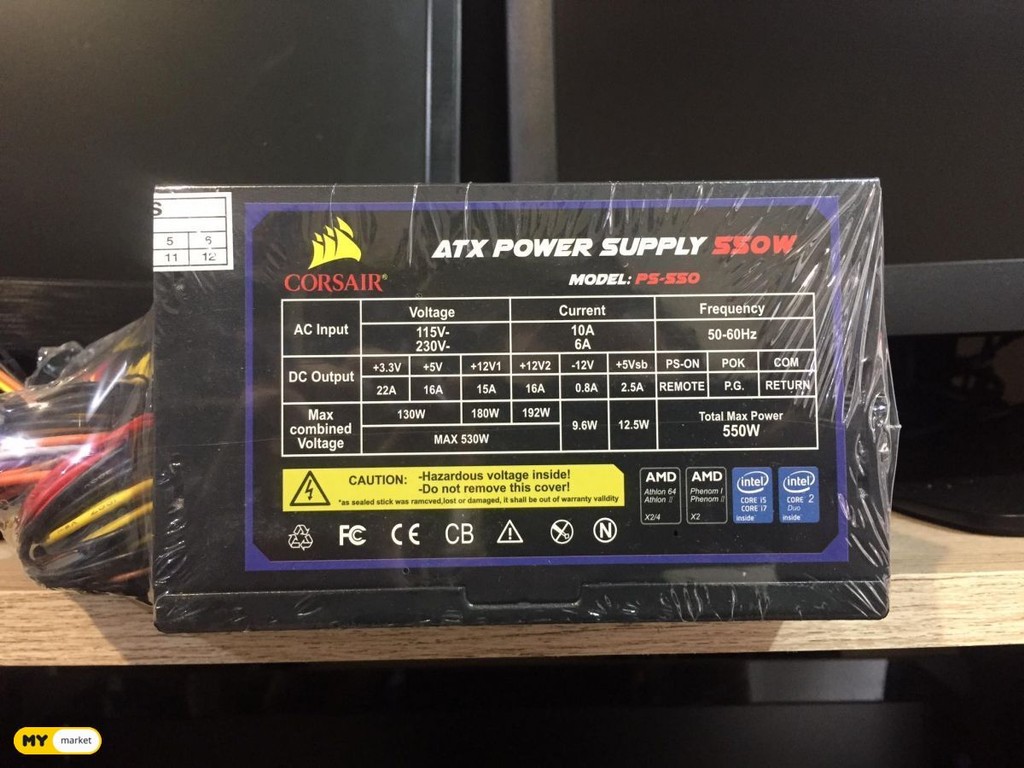 S
5 6
11 12
CORSAIR®
ATX POWER SUPPLY 550W
MODEL: PS-550
AC Input
Voltage Current Frequency
115V- 10A 50-60Hz
230V- 6A
DC Output
+3.3V +5V +12V1 +12V2 -12V +5Vsb PS-ON POK COM
22A 16A 15A 16A 0.8A 2.5A REMOTE P.G. RETURN
Max
combined
Voltage
130W 180W 192W 9.6W 12.5W Total Max Power
MAX 530W 550W
CAUTION: -Hazardous voltage inside!
-Do not remove this cover!
*as sealed stick was ramcved,lost or damaged, it shall be out of warranty valldity
AMD
Athlon 64
Athlon II
X2/4
AMD
Phenom I
Phenom II
X2
intel
CORE i5
CORE i7
inside
intel
CORE 2
Duo
inside
FC CE CB N
MY market